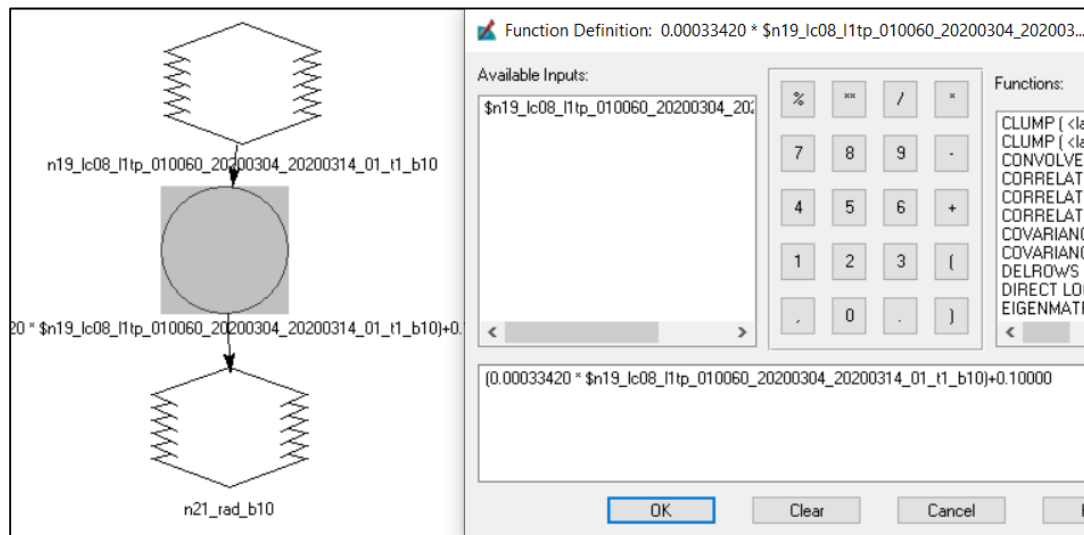 n19_lc08_l1tp_010060_20200304_20200314_01_t1_b10
20 * $n19_lc08_l1tp_010060_20200304_20200314_01_t1_b10)+0.
n21_rad_b10
Function Definition: 0.00033420 * $n19_lc08_l1tp_010060_20200304_202003...
Available Inputs:
$n19_lc08_l1tp_010060_20200304_202
% ** / *
7 8 9 -
4 5 6 +
1 2 3 (
, 0 . )
Functions:
CLUMP ( <la
CLUMP ( <la
CONVOLVE
CORRELAT
CORRELAT
CORRELAT
COVARIANC
COVARIANC
DELROWS
DIRECT LOO
EIGENMATR
(0.00033420 * $n19_lc08_l1tp_010060_20200304_20200314_01_t1_b10)+0.10000
OK Clear Cancel